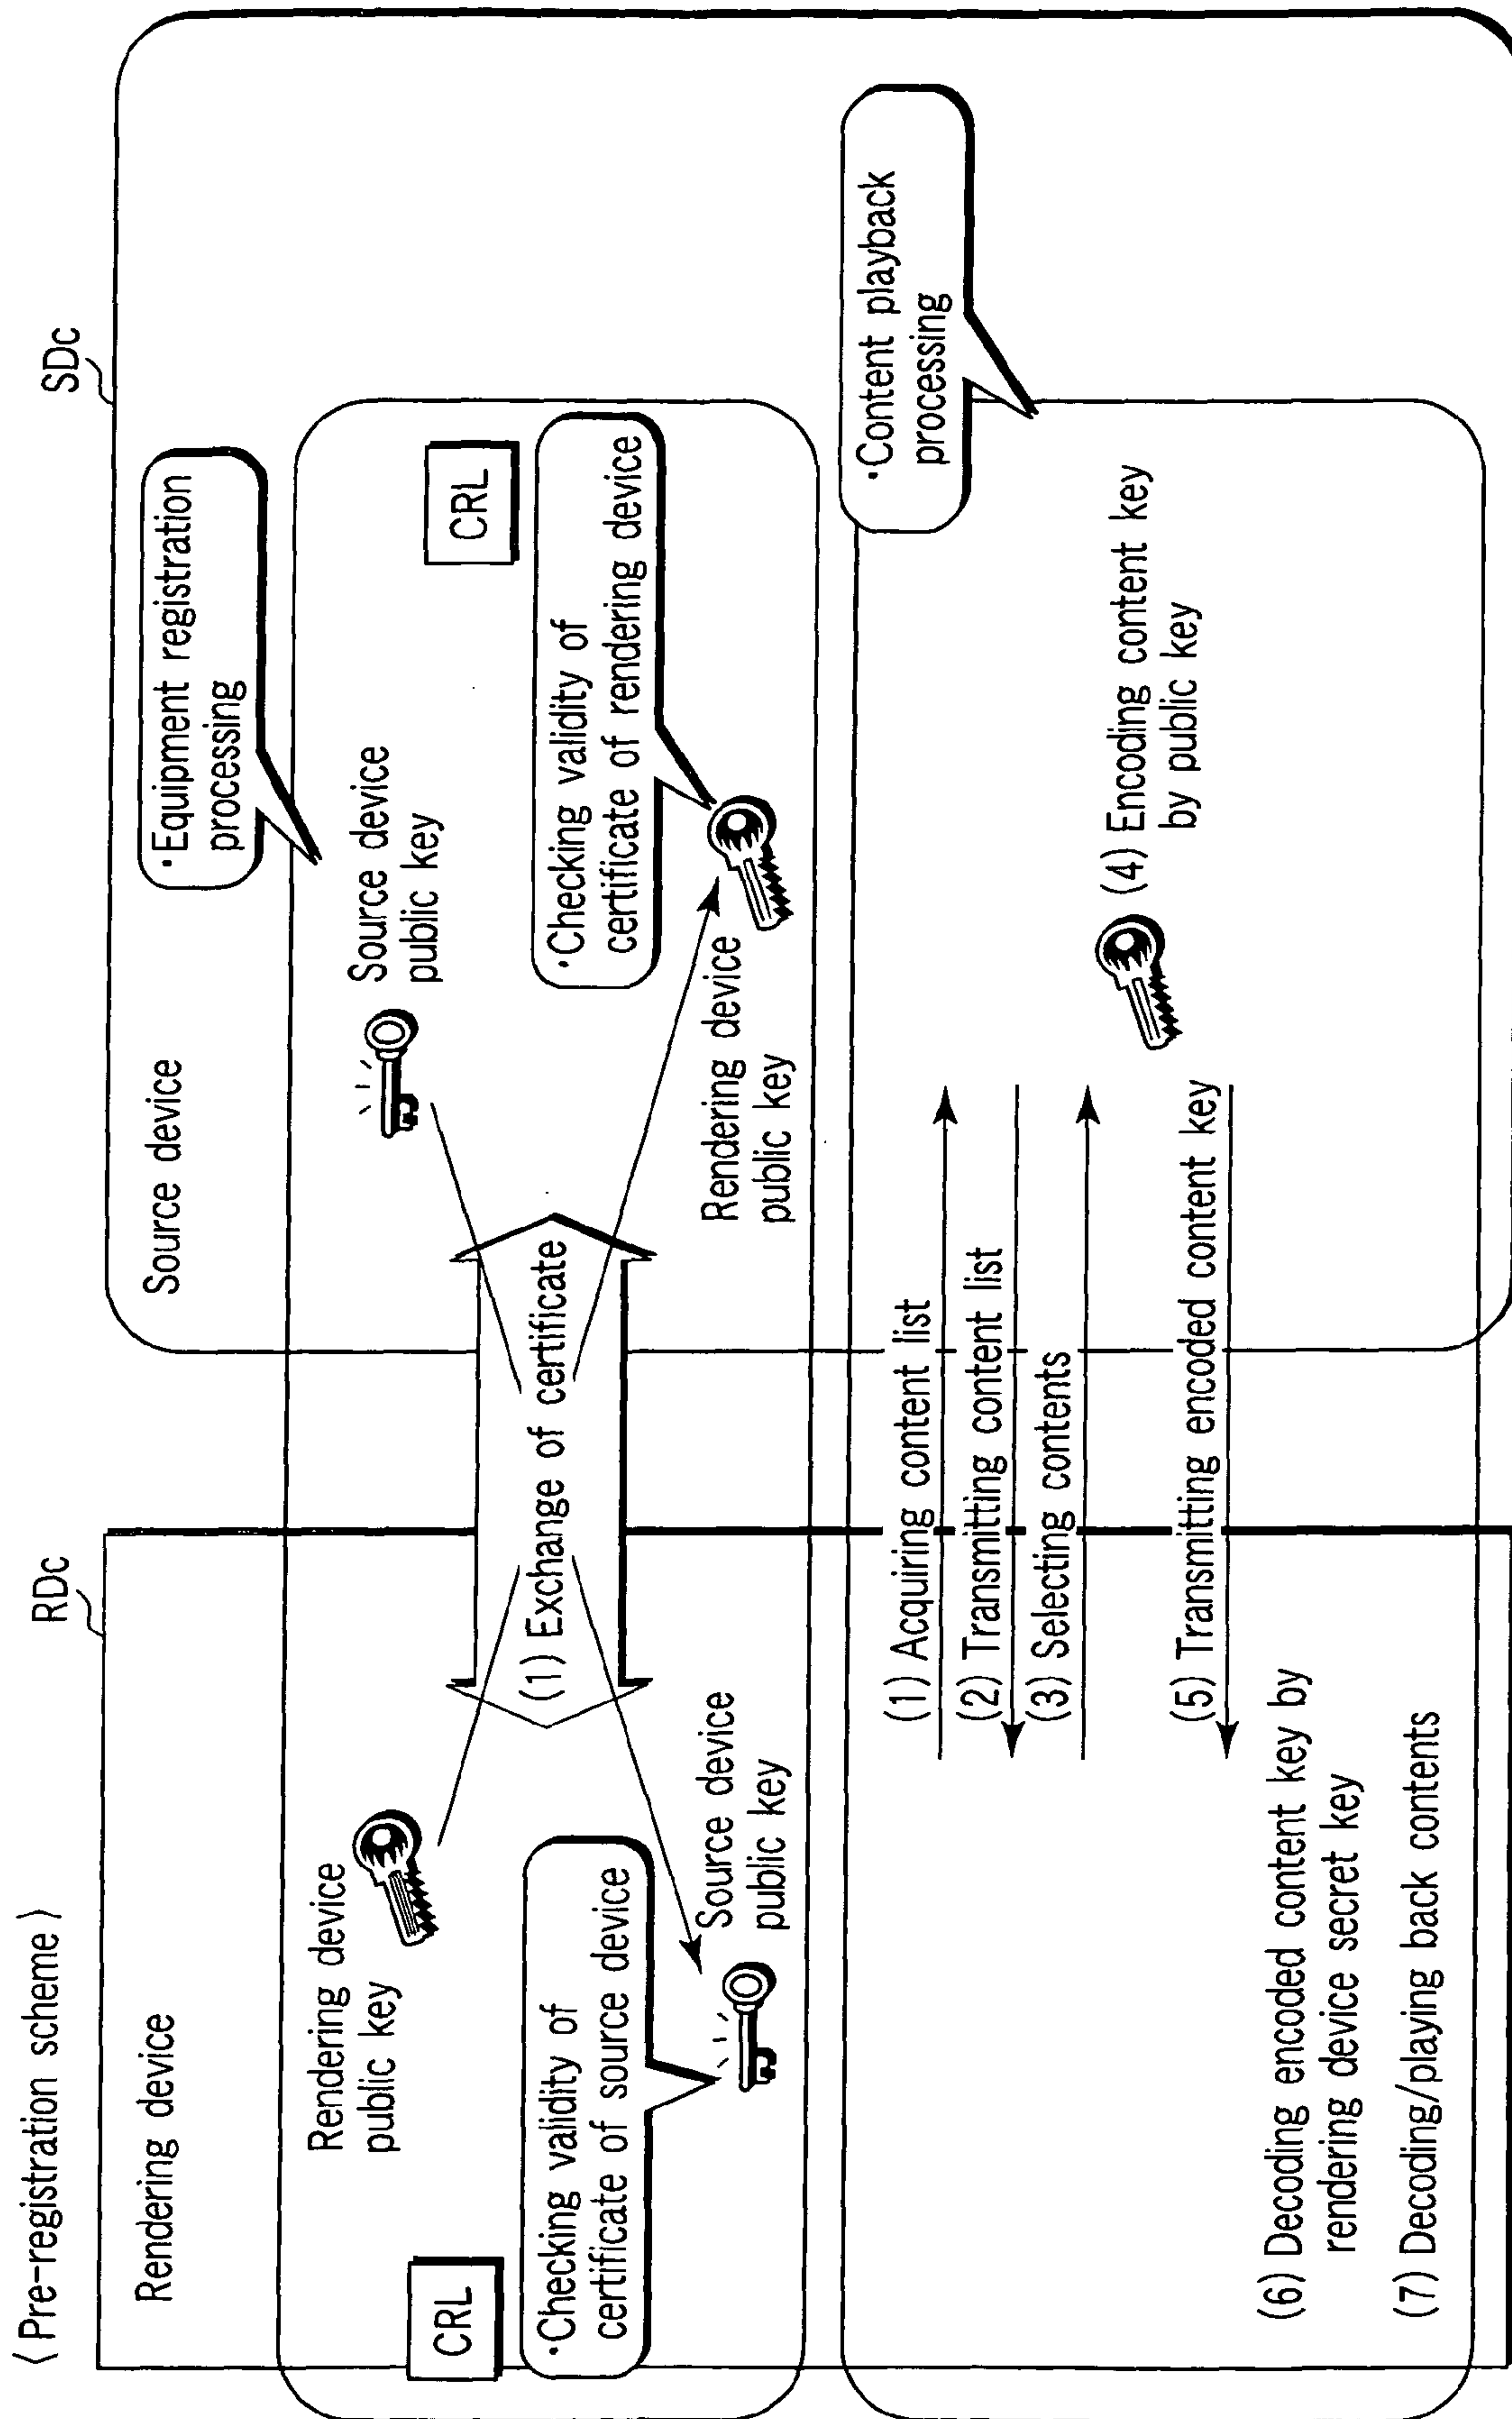 〈 Pre-registration scheme 〉
RDc
SDc
Rendering device
Source device
·Equipment registration
processing
Rendering device
public key
Source device
public key
CRL
CRL
(1) Exchange of certificate
·Checking validity of
certificate of source device
·Checking validity of
certificate of rendering device
Source device
public key
Rendering device
public key
·Content playback
processing
(1) Acquiring content list
(2) Transmitting content list
(3) Selecting contents
(4) Encoding content key
by public key
(5) Transmitting encoded content key
(6) Decoding encoded content key by
rendering device secret key
(7) Decoding/playing back contents